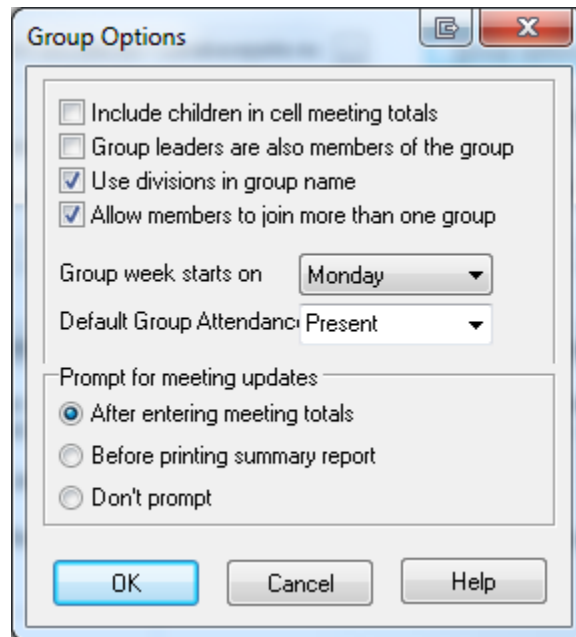 Group Options
Include children in cell meeting totals
Group leaders are also members of the group
Use divisions in group name
Allow members to join more than one group
Group week starts on Monday
Default Group Attendanc Present
Prompt for meeting updates
After entering meeting totals
Before printing summary report
Don't prompt
OK Cancel Help